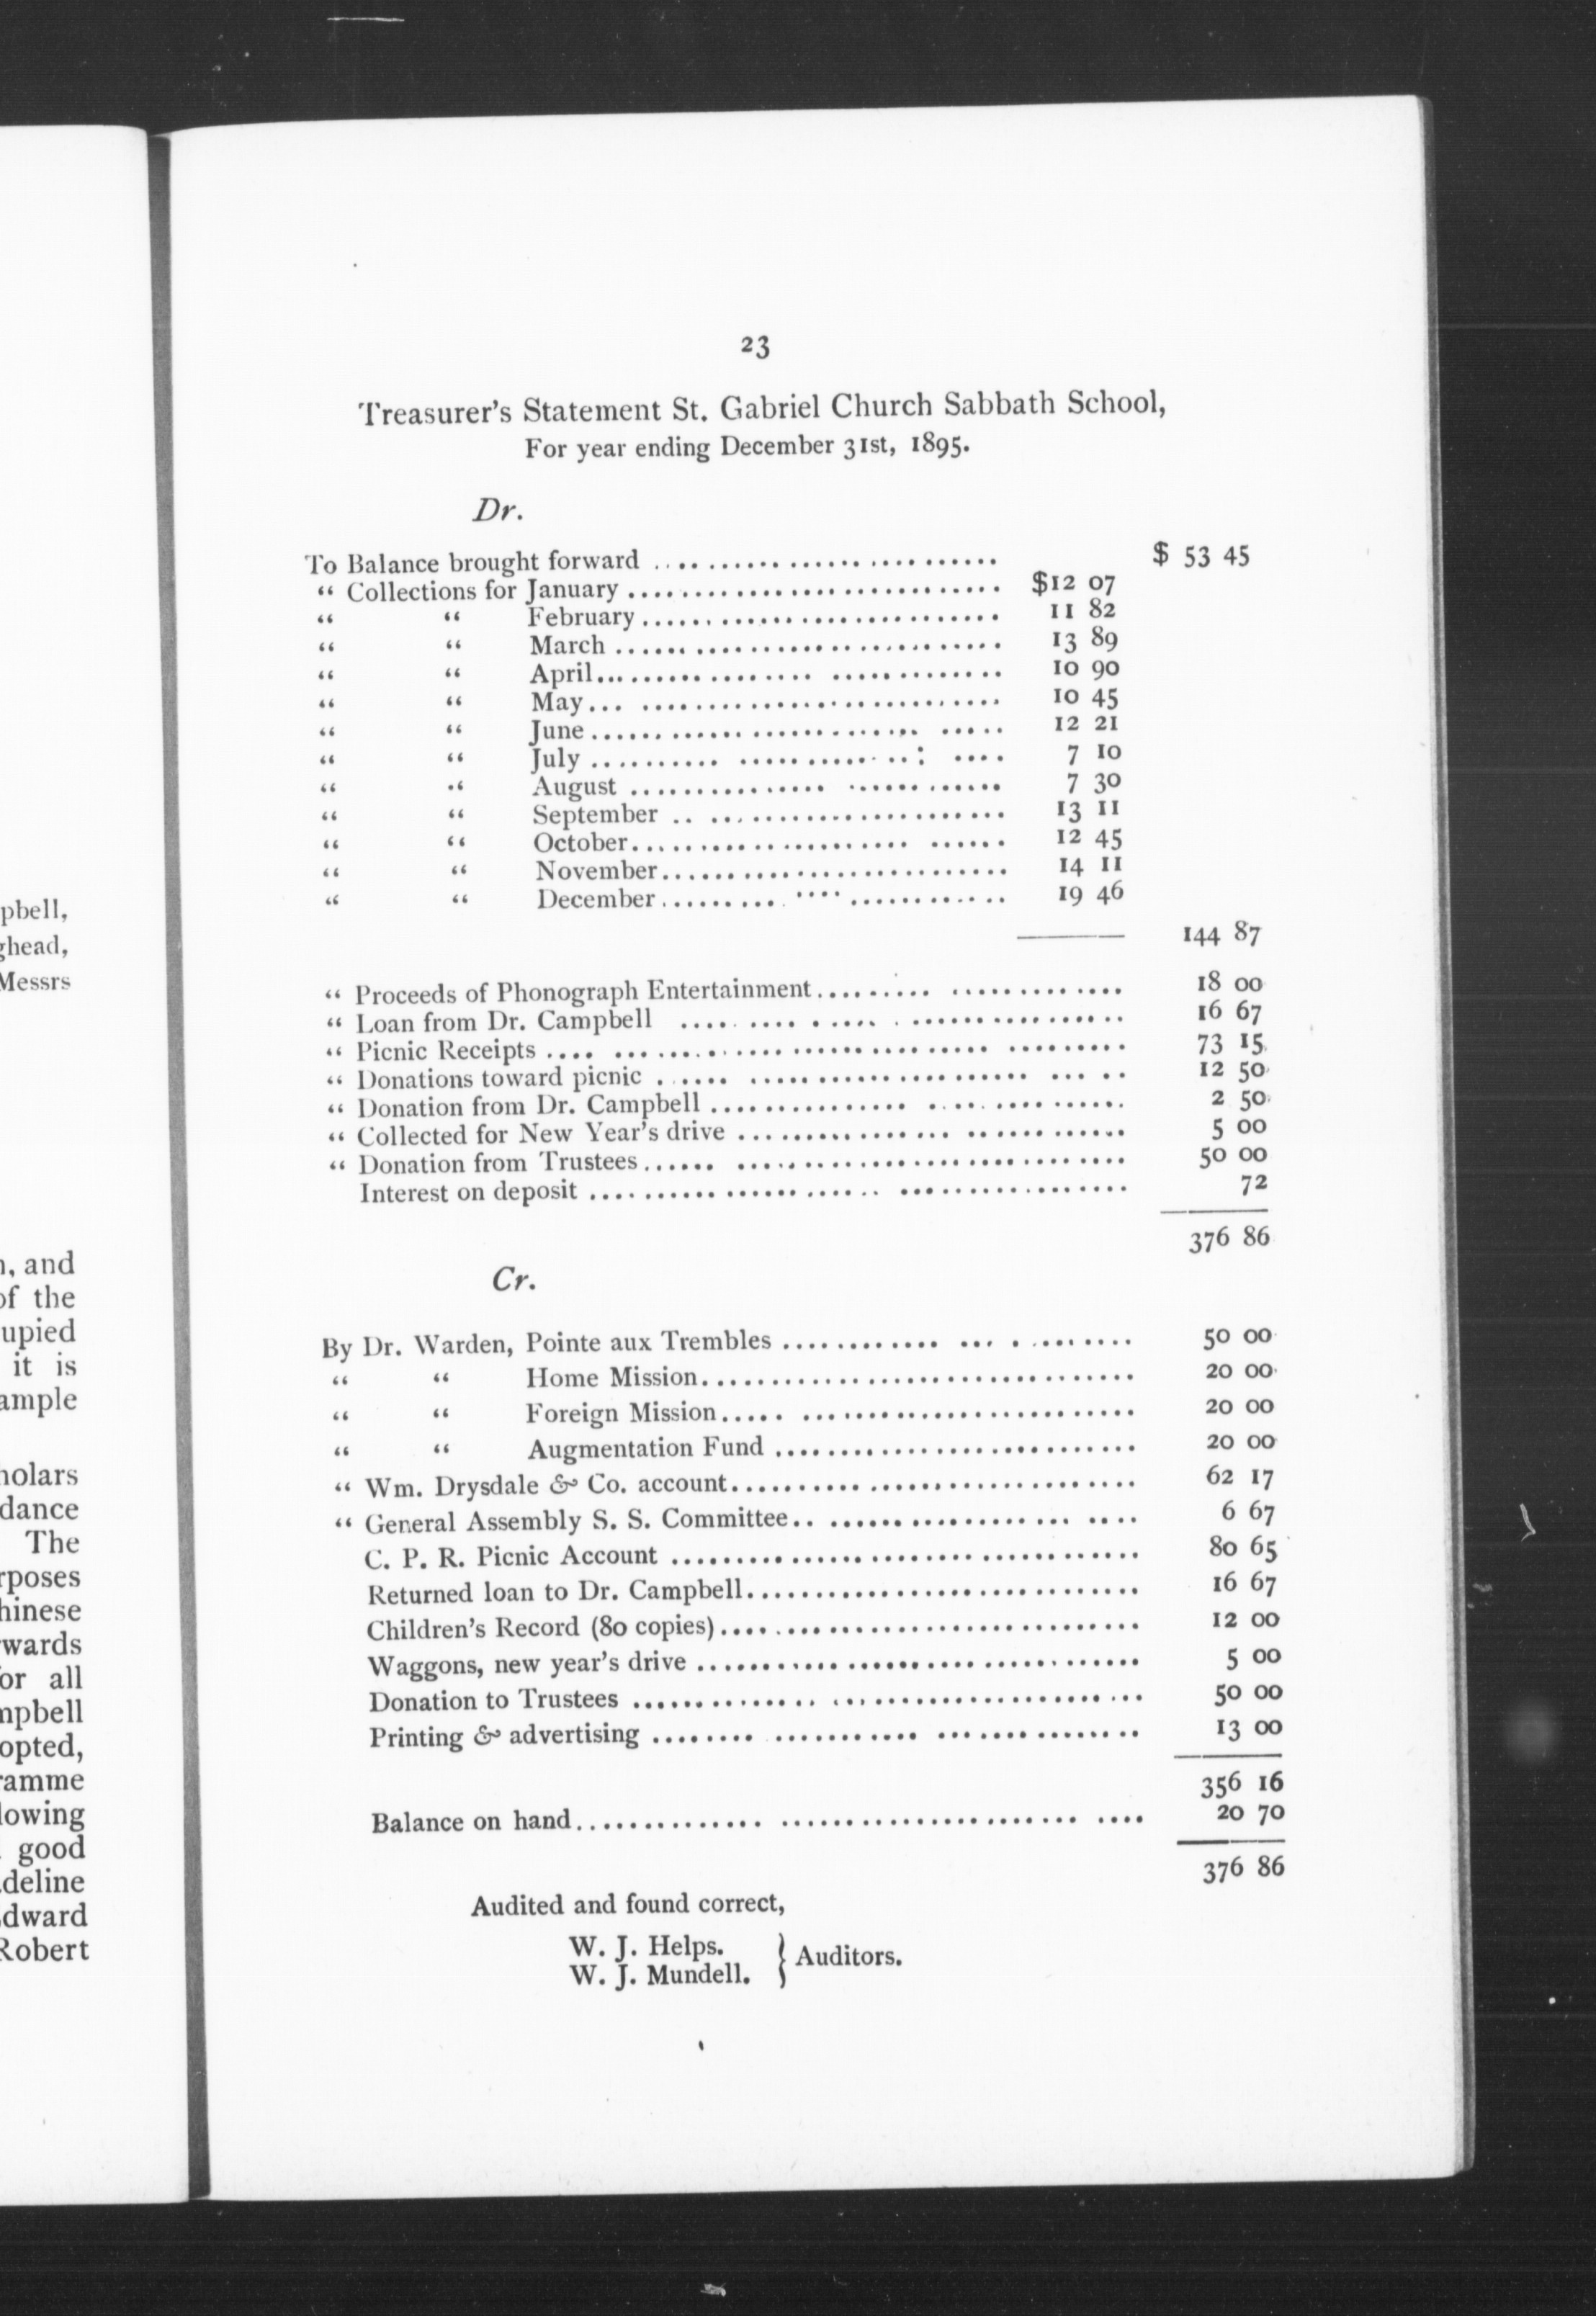 pbell,
ghead,
Messrs
n, and
of the
upied
it is
ample
holars
dance
The
rposes
hinese
wards
for all
mpbell
opted,
ramme
lowing
good
deline
dward
Robert
23
Treasurer's Statement St. Gabriel Church Sabbath School,
For year ending December 31st, 1895.
Dr.
To Balance brought forward .......................... $ 53 45
“ Collections for January .......................... $12 07
“ “ February .......................... 11 82
“ “ March .......................... 13 89
“ “ April .......................... 10 90
“ “ May .......................... 10 45
“ “ June .......................... 12 21
“ “ July .......................... 7 10
“ “ August .......................... 7 30
“ “ September .......................... 13 11
“ “ October .......................... 12 45
“ “ November .......................... 14 11
“ “ December .......................... 19 46
144 87
“ Proceeds of Phonograph Entertainment .......................... 18 00
“ Loan from Dr. Campbell .......................... 16 67
“ Picnic Receipts .......................... 73 15
“ Donations toward picnic .......................... 12 50
“ Donation from Dr. Campbell .......................... 2 50
“ Collected for New Year's drive .......................... 5 00
“ Donation from Trustees .......................... 50 00
Interest on deposit .......................... 72
376 86
Cr.
By Dr. Warden, Pointe aux Trembles .......................... 50 00
“ “ Home Mission .......................... 20 00
“ “ Foreign Mission .......................... 20 00
“ “ Augmentation Fund .......................... 20 00
“ Wm. Drysdale & Co. account .......................... 62 17
“ General Assembly S. S. Committee .......................... 6 67
C. P. R. Picnic Account .......................... 80 65
Returned loan to Dr. Campbell .......................... 16 67
Children's Record (80 copies) .......................... 12 00
Waggons, new year's drive .......................... 5 00
Donation to Trustees .......................... 50 00
Printing & advertising .......................... 13 00
356 16
Balance on hand .......................... 20 70
376 86
Audited and found correct,
W. J. Helps.
W. J. Mundell. } Auditors.